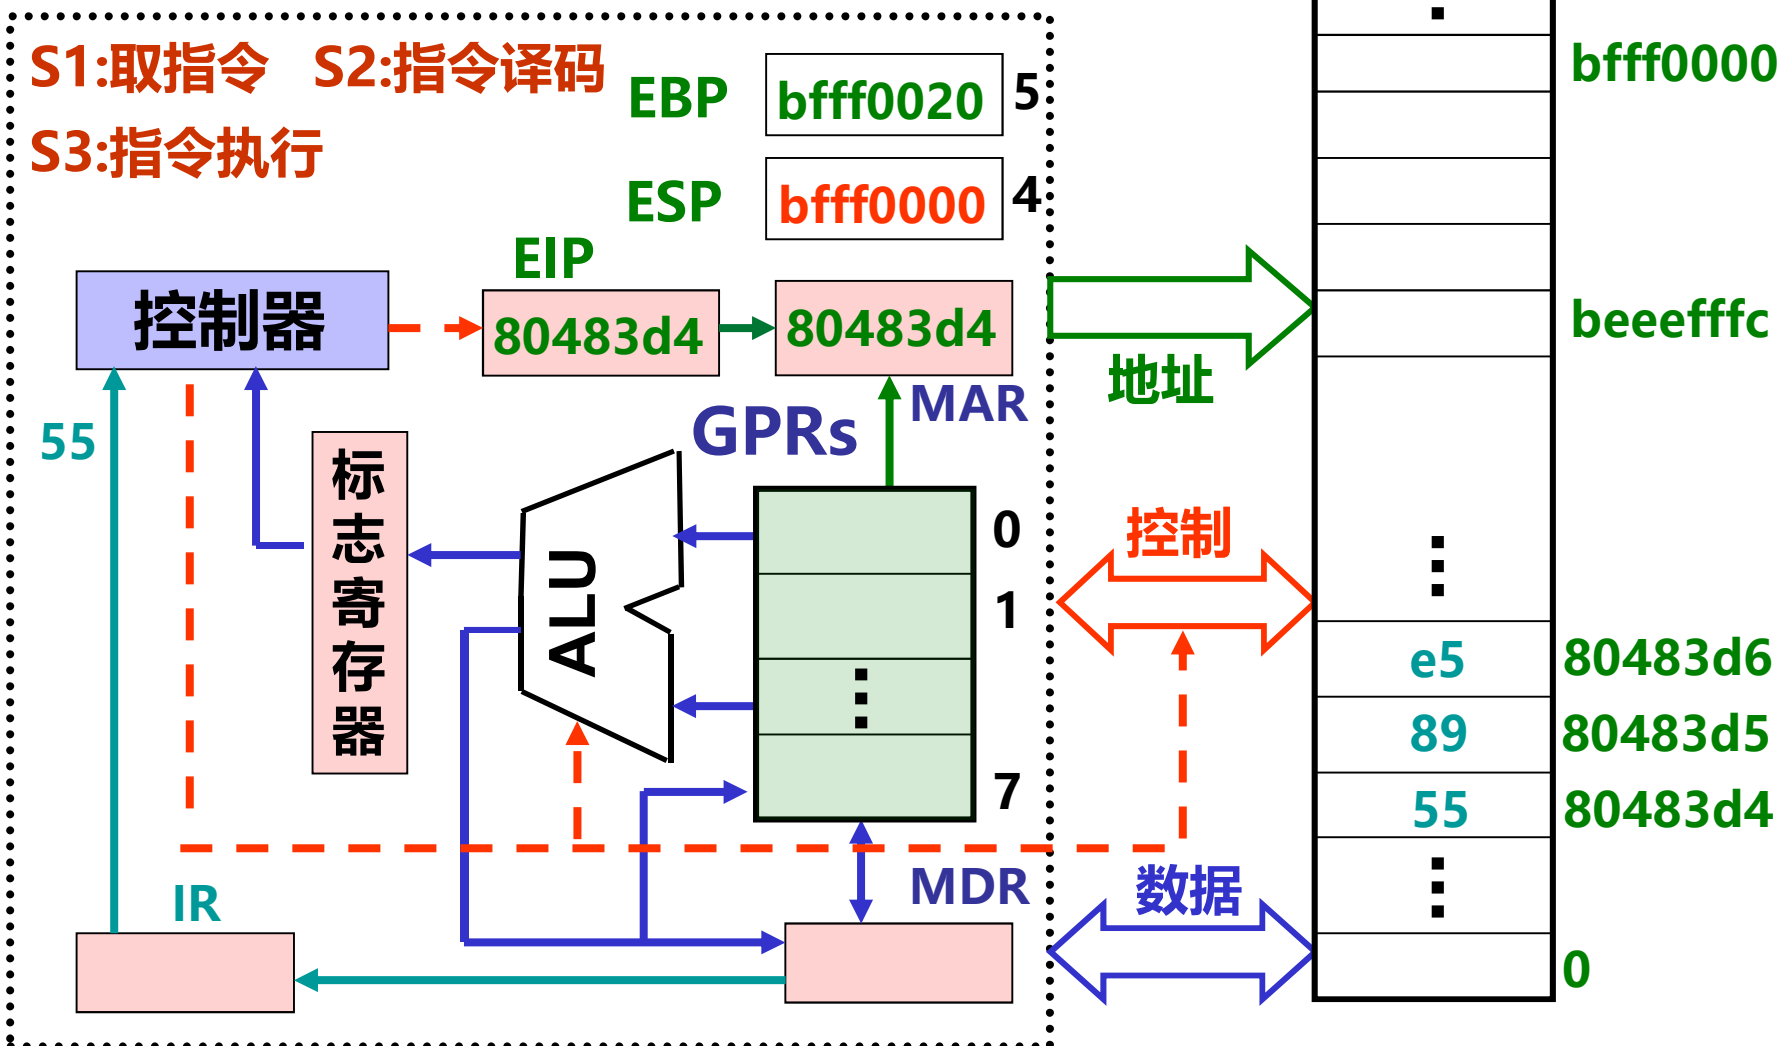 S1:取指令 S2:指令译码
S3:指令执行
EBP
bfff0020
5
ESP
bfff0000
4
EIP
控制器
80483d4
80483d4
MAR
GPRs
55
标志寄存器
ALU
0
1
7
IR
MDR
地址
控制
数据
bfff0000
beeefffc
e5
80483d6
89
80483d5
55
80483d4
0